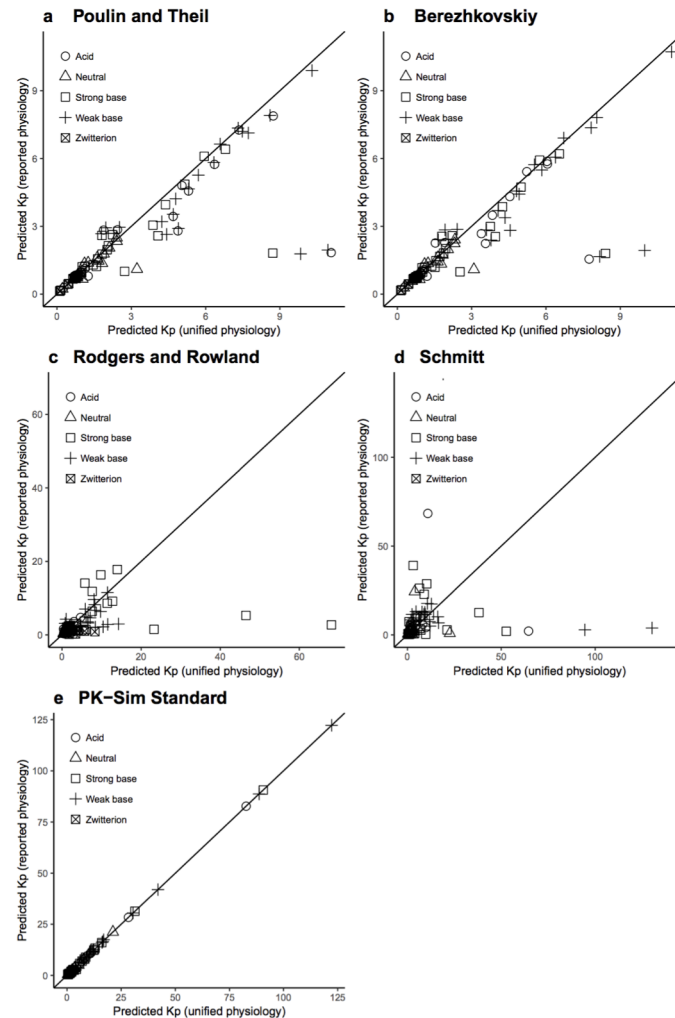 a Poulin and Theil
Predicted Kp (reported physiology)
9
6
3
0
Acid
Neutral
Strong base
Weak base
Zwitterion
0 3 6 9
Predicted Kp (unified physiology)
b Berezhkovskiy
Predicted Kp (reported physiology)
9
6
3
0
Acid
Neutral
Strong base
Weak base
Zwitterion
0 3 6 9
Predicted Kp (unified physiology)
c Rodgers and Rowland
Predicted Kp (reported physiology)
60
40
20
0
Acid
Neutral
Strong base
Weak base
Zwitterion
0 20 40 60
Predicted Kp (unified physiology)
d Schmitt
Predicted Kp (reported physiology)
100
50
0
Acid
Neutral
Strong base
Weak base
Zwitterion
0 50 100
Predicted Kp (unified physiology)
e PK−Sim Standard
Predicted Kp (reported physiology)
125
100
75
50
25
0
Acid
Neutral
Strong base
Weak base
Zwitterion
0 25 50 75 100 125
Predicted Kp (unified physiology)